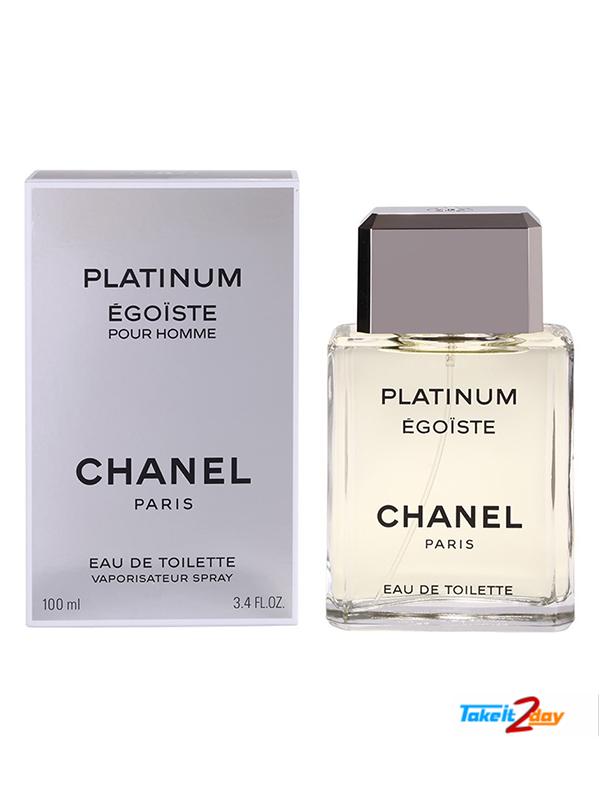 PLATINUM
ÉGOÏSTE
POUR HOMME
CHANEL
PARIS
EAU DE TOILETTE
VAPORISATEUR SPRAY
100 ml 3.4 FL.OZ.
PLATINUM
ÉGOÏSTE
CHANEL
PARIS
EAU DE TOILETTE
TakeIt2day